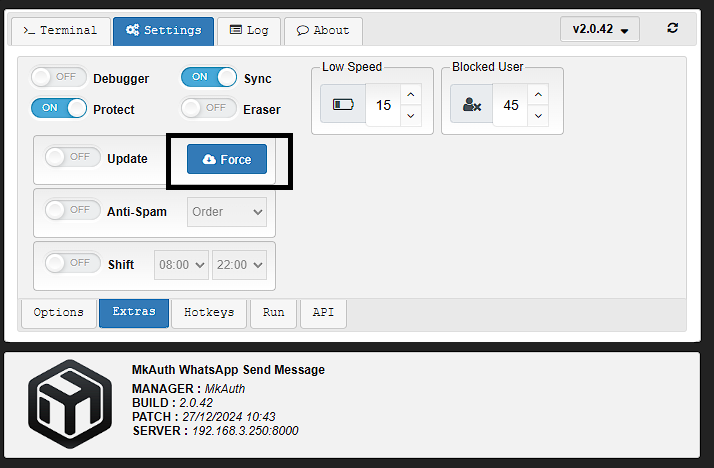 >_ Terminal Settings Log About v2.0.42
OFF Debugger ON Sync Low Speed Blocked User
ON Protect OFF Eraser 15 45
OFF Update Force
OFF Anti-Spam Order
OFF Shift 08:00 22:00
Options Extras Hotkeys Run API
MkAuth WhatsApp Send Message
MANAGER : MkAuth
BUILD : 2.0.42
PATCH : 27/12/2024 10:43
SERVER : 192.168.3.250:8000